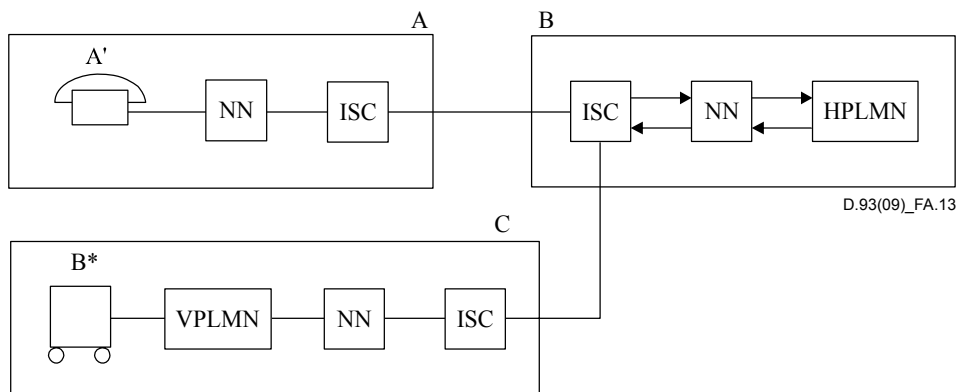 A
B
A'
NN
ISC
ISC
NN
HPLMN
D.93(09)_FA.13
C
B*
VPLMN
NN
ISC